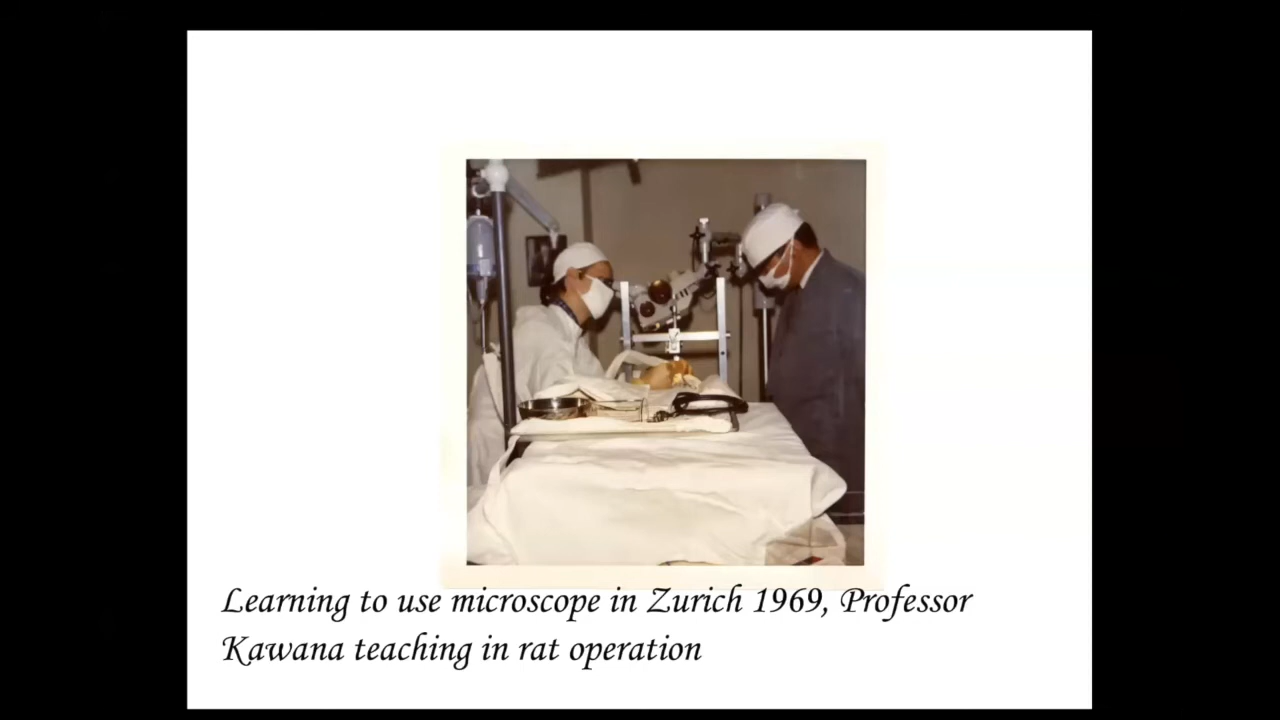 Learning to use microscope in Zurich 1969, Professor
Kawana teaching in rat operation